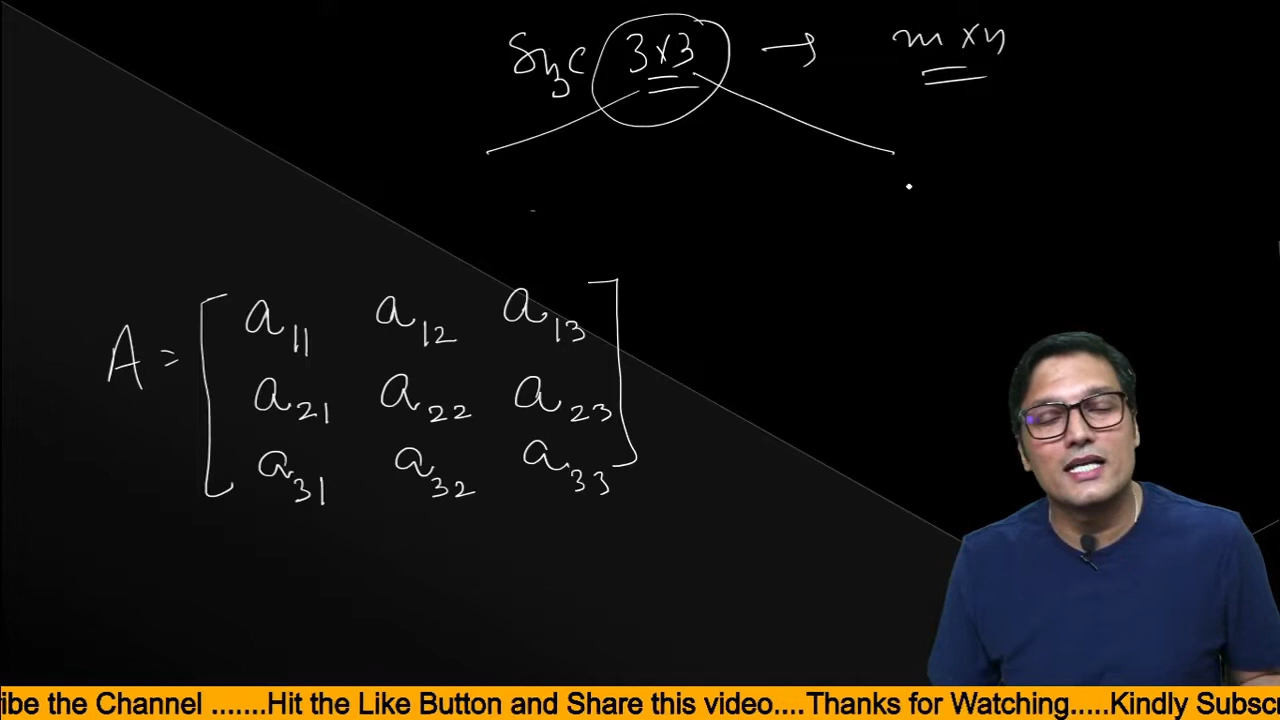 Size 3×3 → m×n
A = [ a₁₁ a₁₂ a₁₃
a₂₁ a₂₂ a₂₃
a₃₁ a₃₂ a₃₃ ]
ibe the Channel .......Hit the Like Button and Share this video....Thanks for Watching.....Kindly Subsc